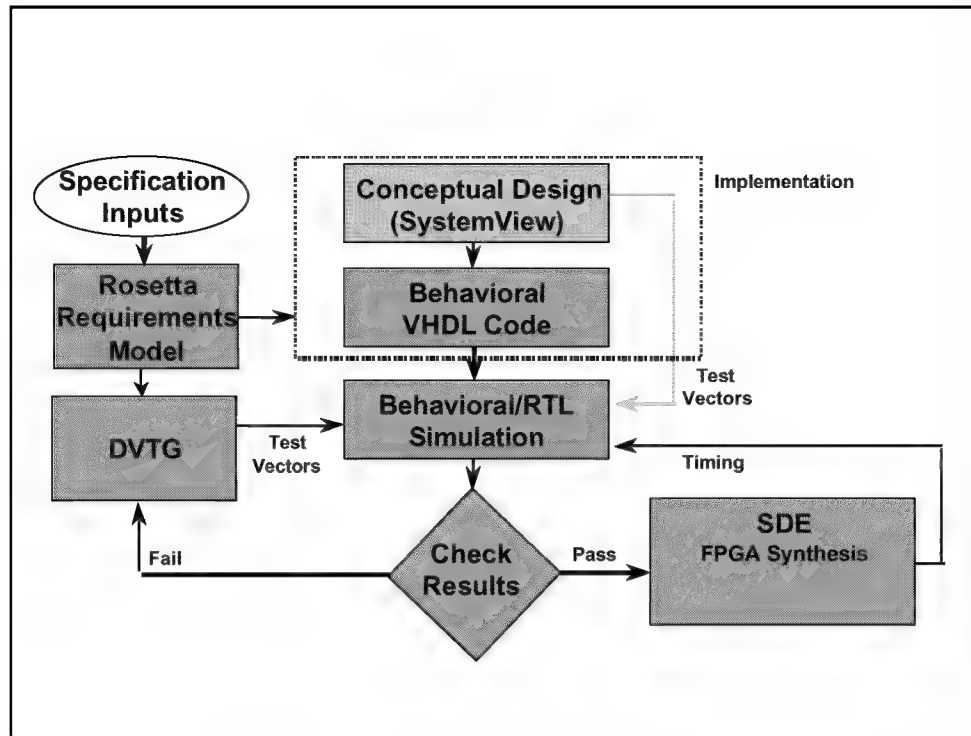 Specification
Inputs
Conceptual Design
(SystemView)
Implementation
Rosetta
Requirements
Model
Behavioral
VHDL Code
Test
Vectors
DVTG
Test
Vectors
Behavioral/RTL
Simulation
Timing
SDE
FPGA Synthesis
Fail
Check
Results
Pass